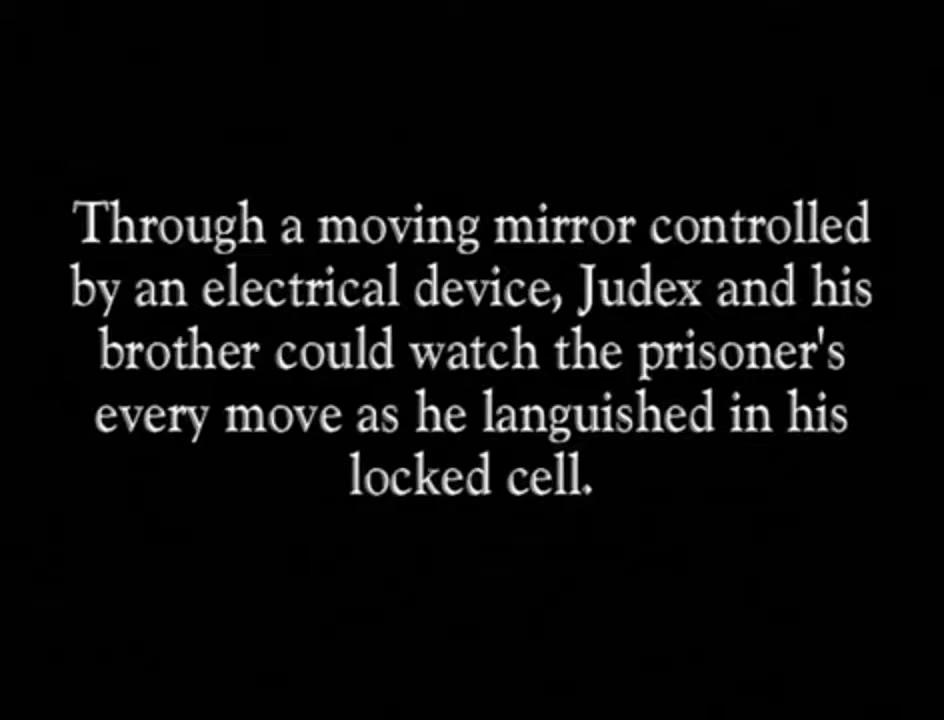 Through a moving mirror controlled
by an electrical device, Judex and his
brother could watch the prisoner's
every move as he languished in his
locked cell.